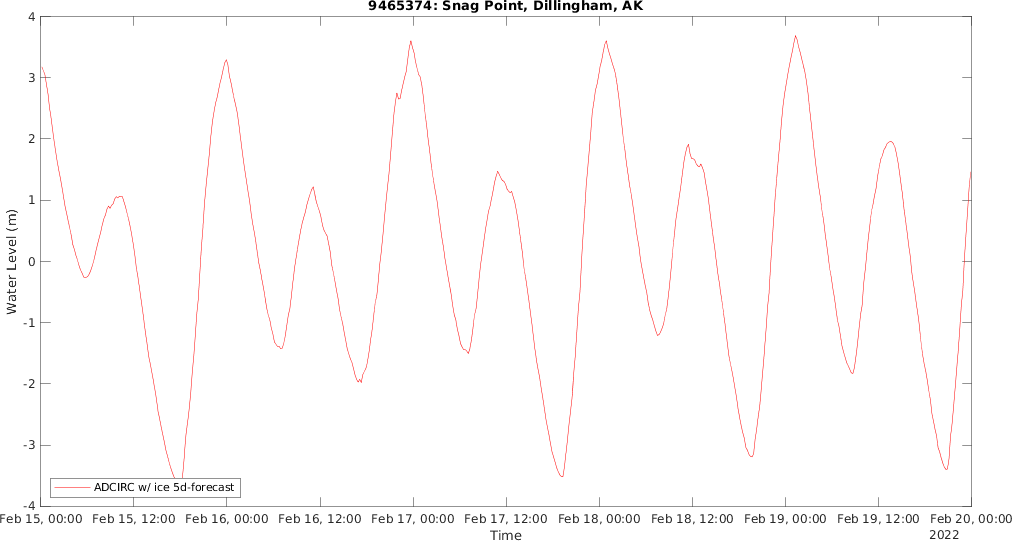 9465374: Snag Point, Dillingham, AK
4
3
2
1
0
-1
-2
-3
-4
Water Level (m)
ADCIRC w/ ice 5d-forecast
Feb 15, 00:00 Feb 15, 12:00 Feb 16, 00:00 Feb 16, 12:00 Feb 17, 00:00 Feb 17, 12:00 Feb 18, 00:00 Feb 18, 12:00 Feb 19, 00:00 Feb 19, 12:00 Feb 20, 00:00
Time
2022